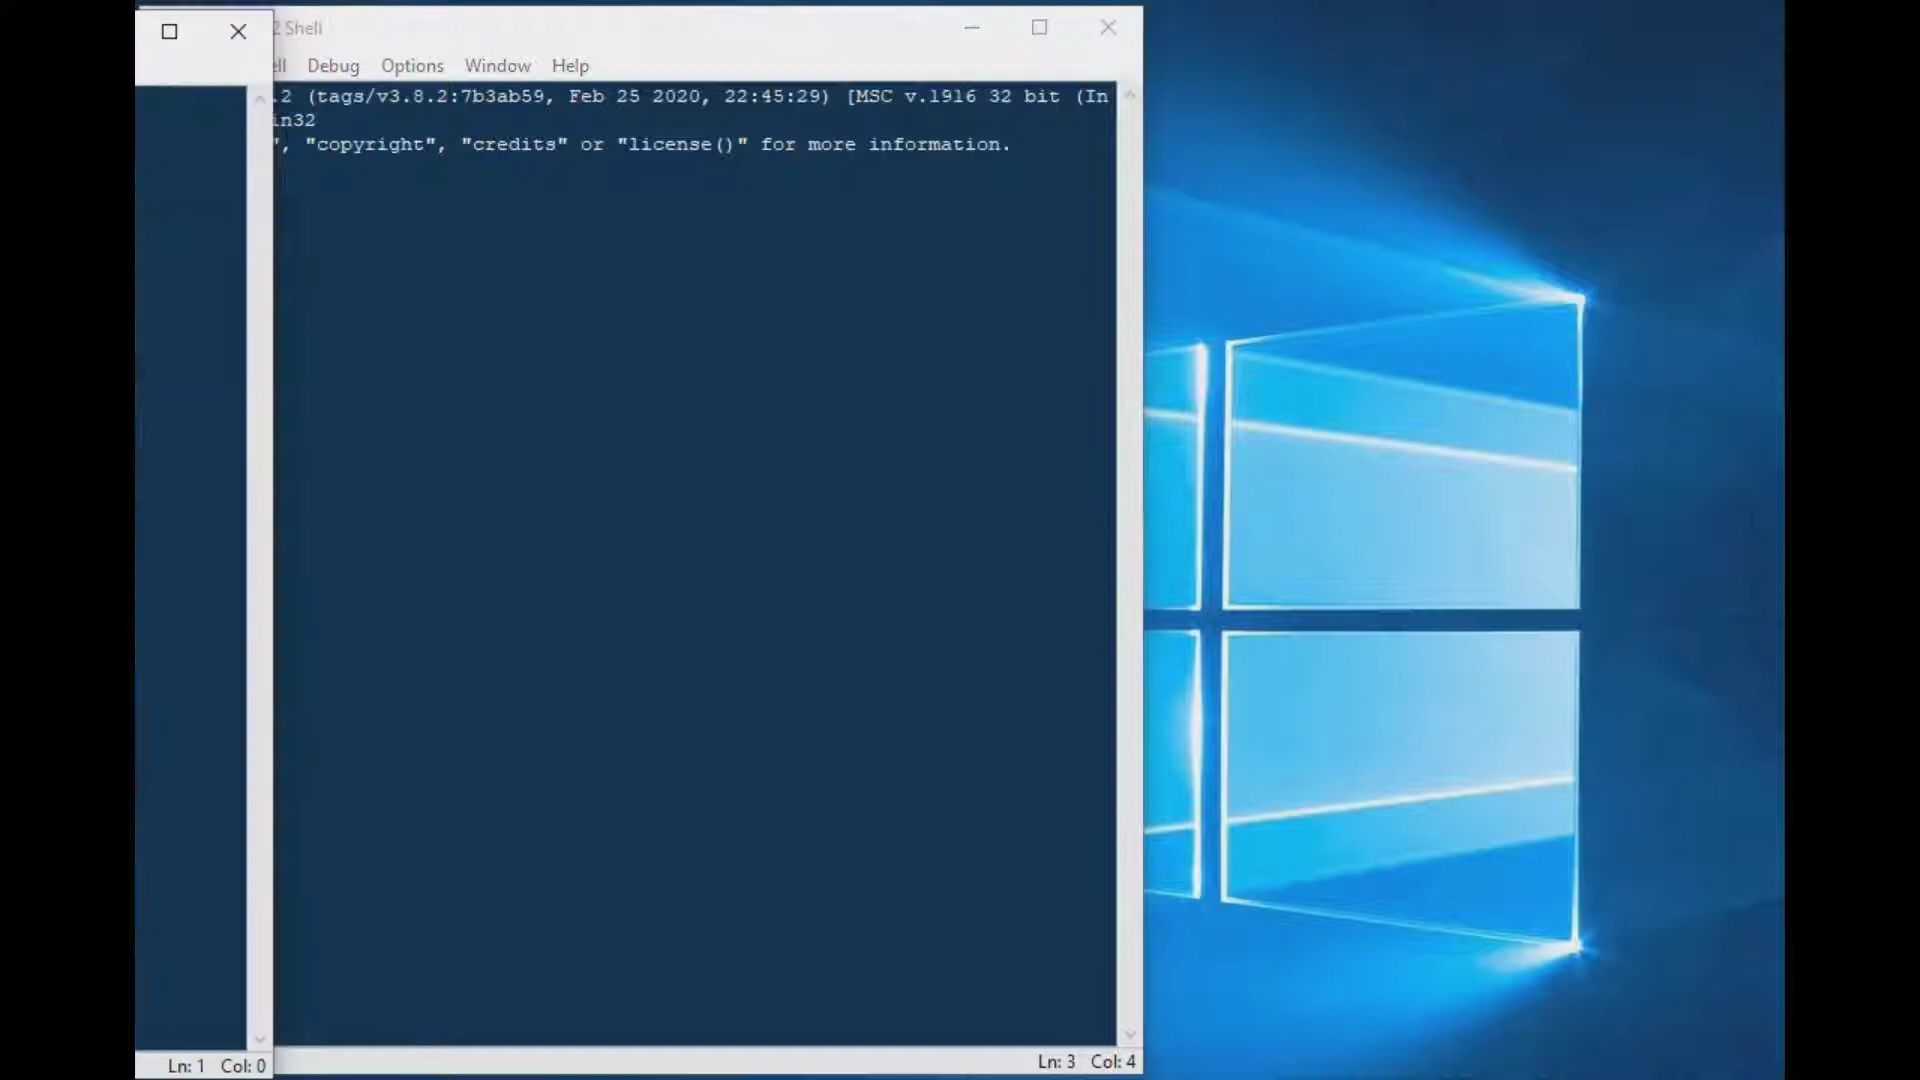 2 Shell
ell Debug Options Window Help
.2 (tags/v3.8.2:7b3ab59, Feb 25 2020, 22:45:29) [MSC v.1916 32 bit (In
in32
", "copyright", "credits" or "license()" for more information.
Ln: 1 Col: 0
Ln: 3 Col: 4